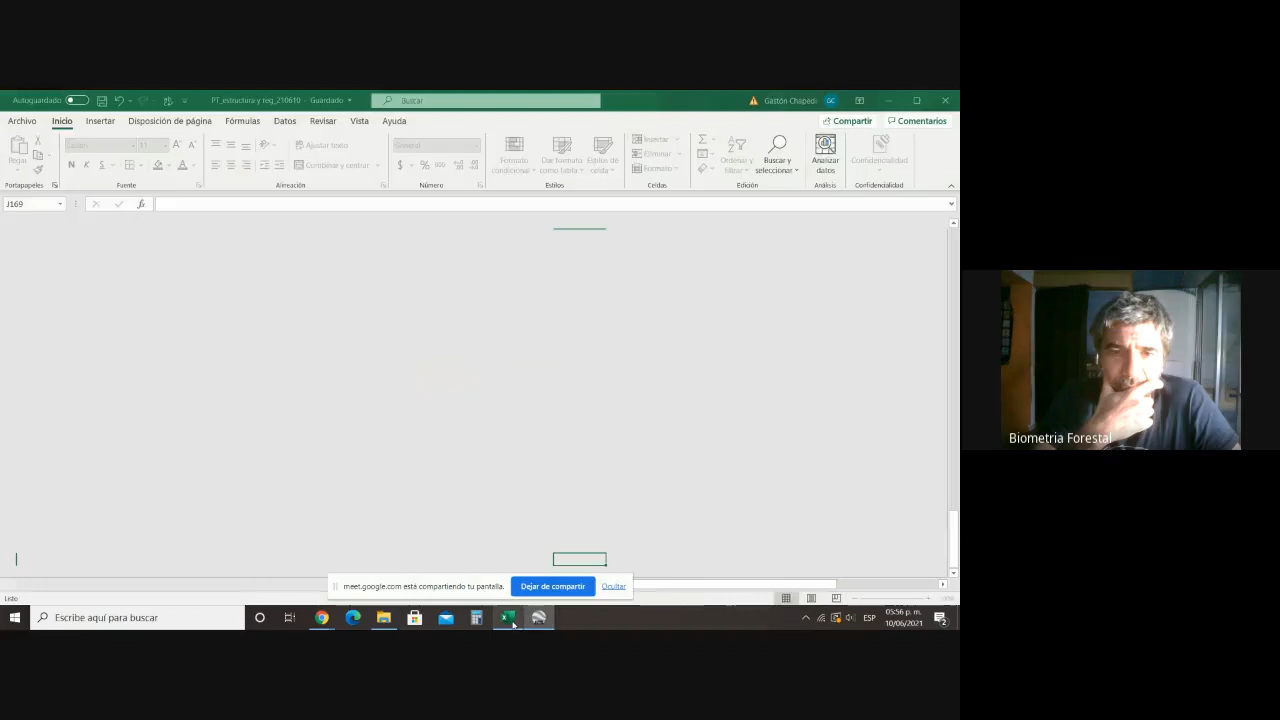 Autoguardado
PT_estructura y reg_210610 - Guardado
Buscar
Gastón Chapedi
GC
Archivo
Inicio
Insertar
Disposición de página
Fórmulas
Datos
Revisar
Vista
Ayuda
Compartir
Comentarios
Pegar
11
N K S
Ajustar texto
Combinar y centrar
General
$ % 000
Formato condicional
Dar formato como tabla
Estilos de celda
Insertar
Eliminar
Formato
Ordenar y filtrar
Buscar y seleccionar
Analizar datos
Confidencialidad
Portapapeles
Fuente
Alineación
Número
Estilos
Celdas
Edición
Análisis
Confidencialidad
J169
fx
Biometria Forestal
meet.google.com está compartiendo tu pantalla.
Dejar de compartir
Ocultar
Listo
Escribe aquí para buscar
ESP
05:56 p. m.
10/06/2021
2